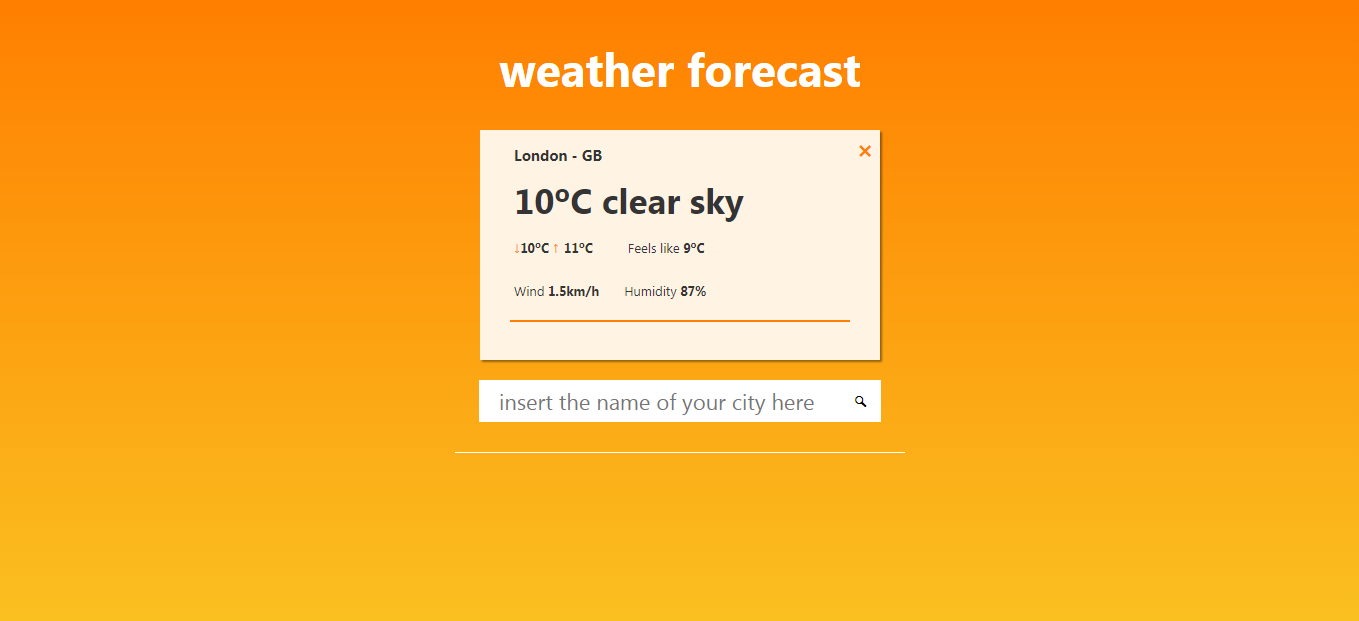 weather forecast
London - GB
✕
10ºC clear sky
↓10ºC ↑ 11ºC Feels like 9ºC
Wind 1.5km/h Humidity 87%
insert the name of your city here